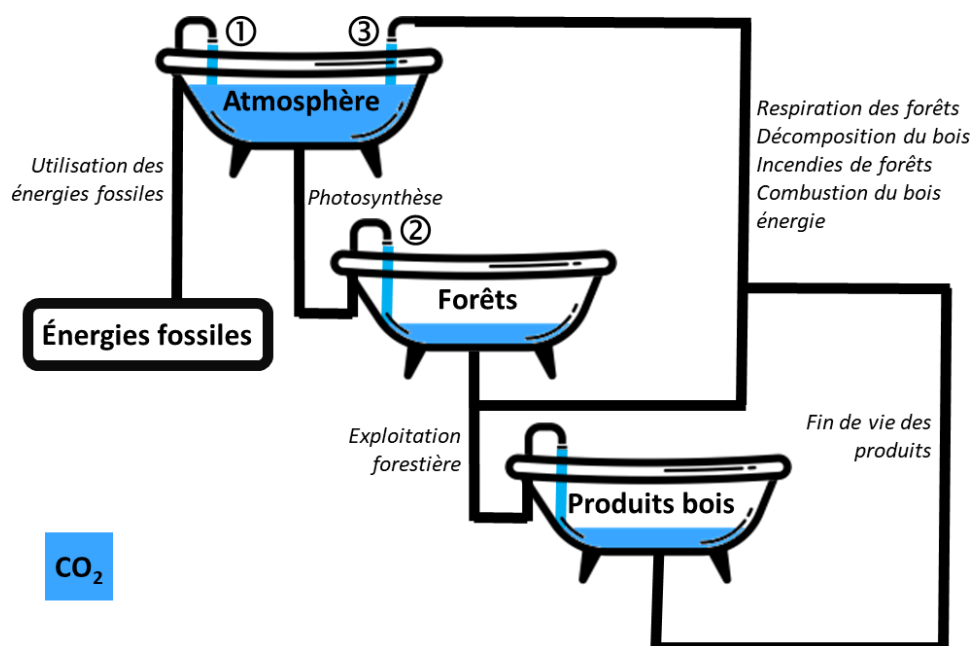 ① ③
Atmosphère
Respiration des forêts
Décomposition du bois
Incendies de forêts
Combustion du bois
énergie
Utilisation des
énergies fossiles
Photosynthèse
②
Forêts
Énergies fossiles
Exploitation
forestière
Fin de vie des
produits
Produits bois
CO₂